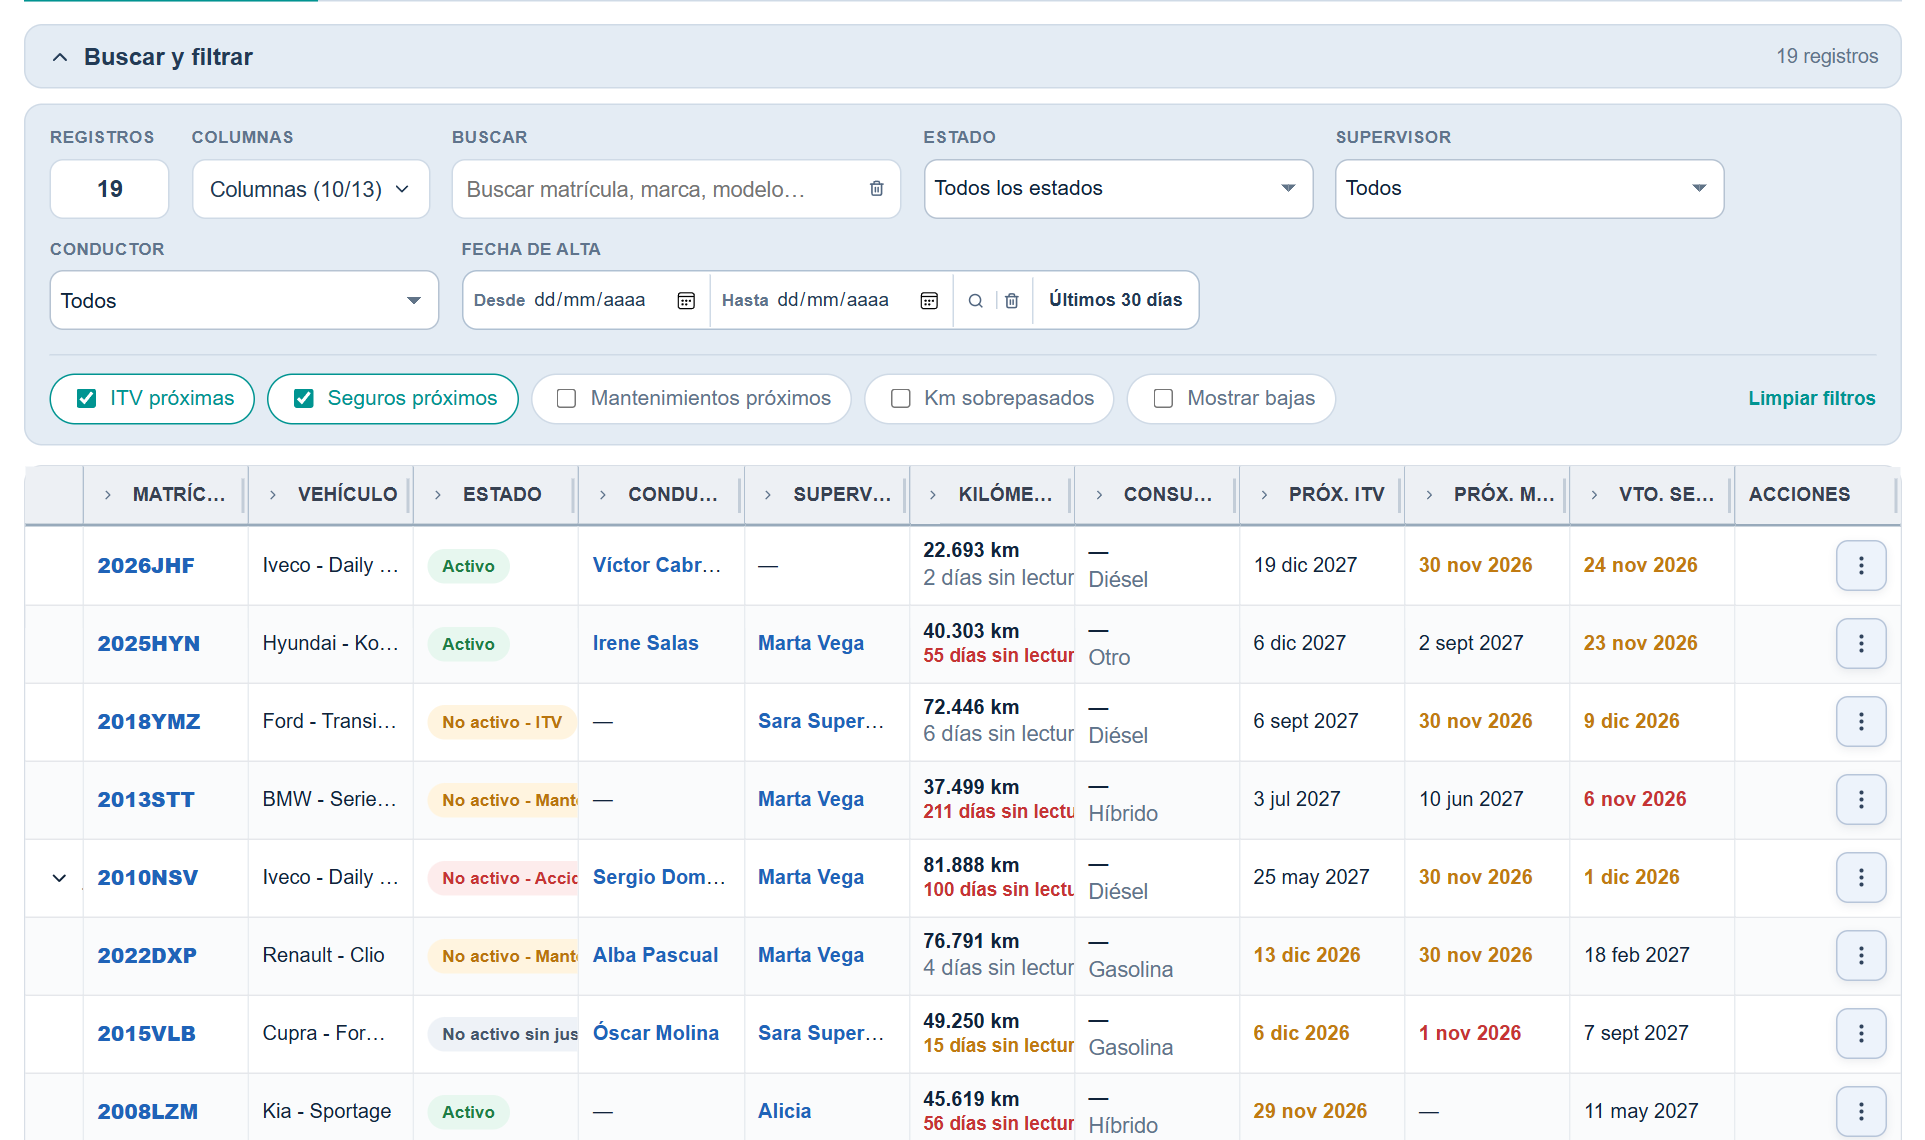 Buscar y filtrar
19 registros
REGISTROS
COLUMNAS
BUSCAR
ESTADO
SUPERVISOR
19
Columnas (10/13)
Buscar matrícula, marca, modelo…
Todos los estados
Todos
CONDUCTOR
FECHA DE ALTA
Todos
Desde dd/mm/aaaa
Hasta dd/mm/aaaa
Últimos 30 días
ITV próximas
Seguros próximos
Mantenimientos próximos
Km sobrepasados
Mostrar bajas
Limpiar filtros
MATRÍC… VEHÍCULO ESTADO CONDU… SUPERV… KILÓME… CONSU… PRÓX. ITV PRÓX. M… VTO. SE… ACCIONES
2026JHF Iveco - Daily … Activo Víctor Cabr… — 22.693 km — 19 dic 2027 30 nov 2026 24 nov 2026
2 días sin lectur Diésel
2025HYN Hyundai - Ko… Activo Irene Salas Marta Vega 40.303 km — 6 dic 2027 2 sept 2027 23 nov 2026
55 días sin lectur Otro
2018YMZ Ford - Transi… No activo - ITV — Sara Super… 72.446 km — 6 sept 2027 30 nov 2026 9 dic 2026
6 días sin lectur Diésel
2013STT BMW - Serie… No activo - Mant — Marta Vega 37.499 km — 3 jul 2027 10 jun 2027 6 nov 2026
211 días sin lectu Híbrido
2010NSV Iveco - Daily … No activo - Accid Sergio Dom… Marta Vega 81.888 km — 25 may 2027 30 nov 2026 1 dic 2026
100 días sin lectu Diésel
2022DXP Renault - Clio No activo - Mant Alba Pascual Marta Vega 76.791 km — 13 dic 2026 30 nov 2026 18 feb 2027
4 días sin lectur Gasolina
2015VLB Cupra - For… No activo sin jus Óscar Molina Sara Super… 49.250 km — 6 dic 2026 1 nov 2026 7 sept 2027
15 días sin lectur Gasolina
2008LZM Kia - Sportage Activo — Alicia 45.619 km — 29 nov 2026 — 11 may 2027
56 días sin lectur Híbrido